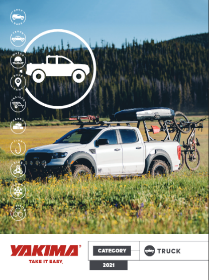 YAKIMA
TAKE IT EASY.
CATEGORY
TRUCK
2021